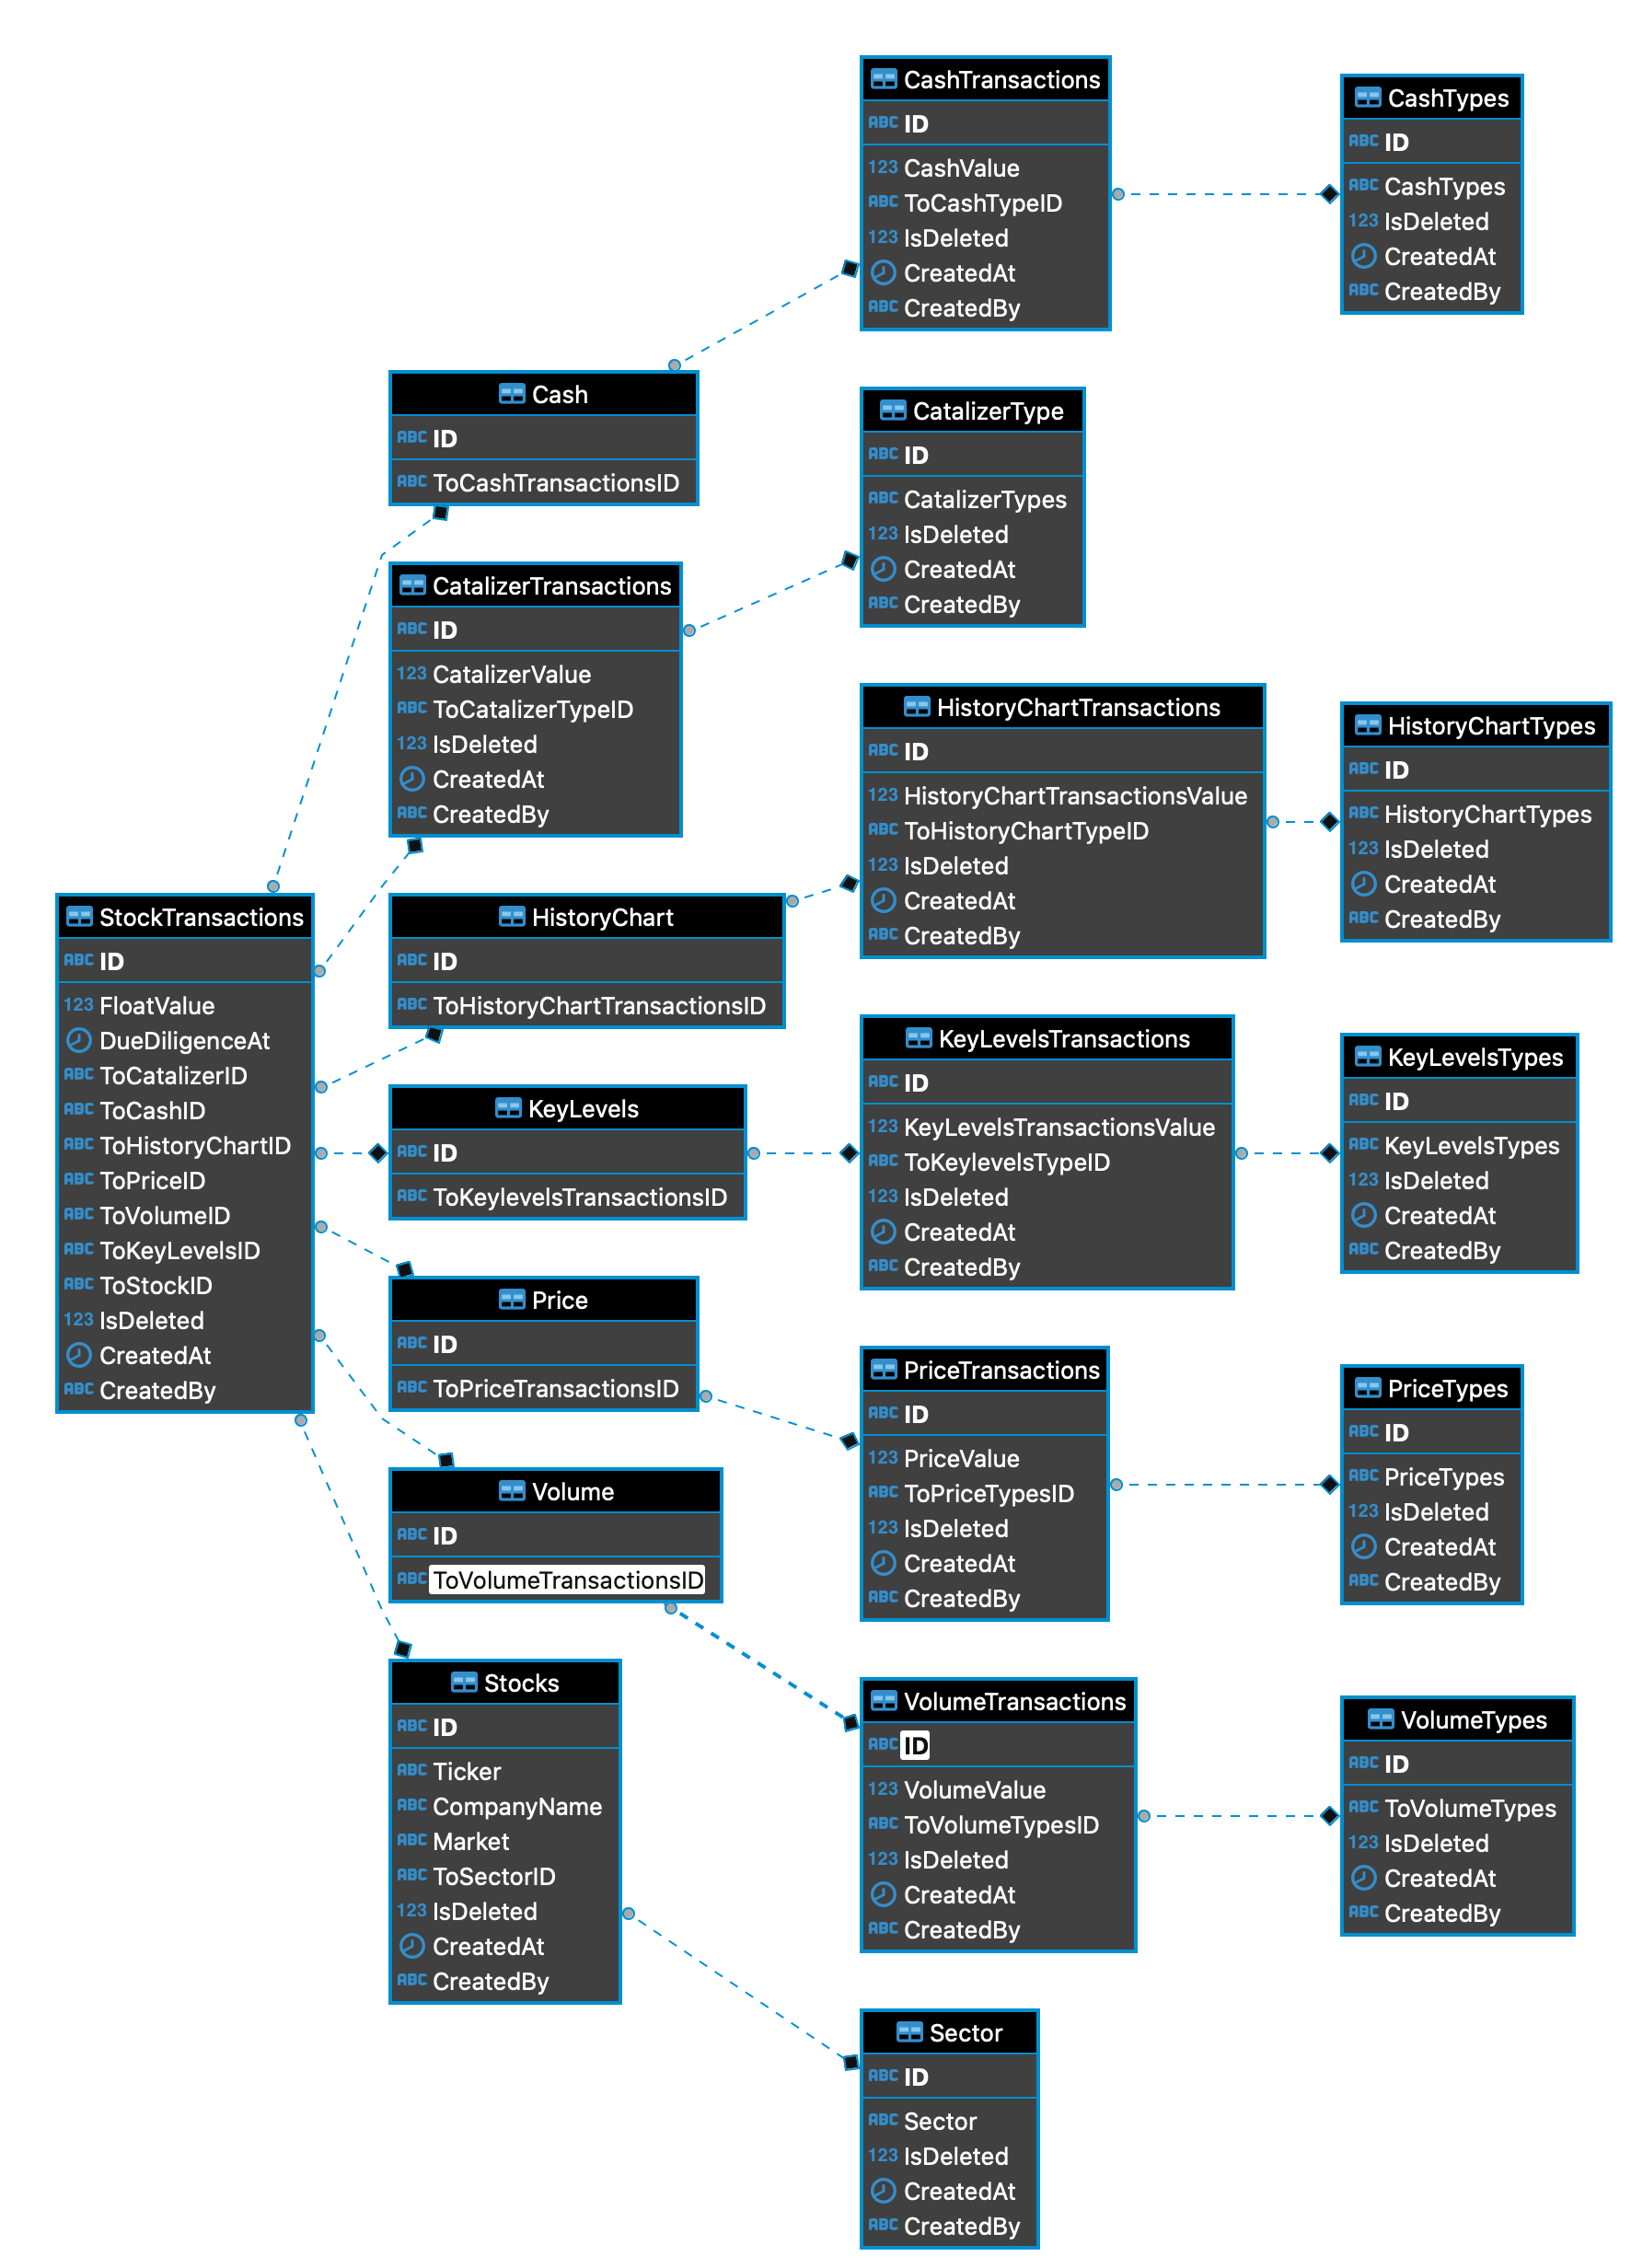 CashTransactions
ABC ID
123 CashValue
ABC ToCashTypeID
123 IsDeleted
CreatedAt
ABC CreatedBy
CashTypes
ABC ID
ABC CashTypes
123 IsDeleted
CreatedAt
ABC CreatedBy
Cash
ABC ID
ABC ToCashTransactionsID
CatalizerType
ABC ID
ABC CatalizerTypes
123 IsDeleted
CreatedAt
ABC CreatedBy
CatalizerTransactions
ABC ID
123 CatalizerValue
ABC ToCatalizerTypeID
123 IsDeleted
CreatedAt
ABC CreatedBy
HistoryChartTransactions
ABC ID
123 HistoryChartTransactionsValue
ABC ToHistoryChartTypeID
123 IsDeleted
CreatedAt
ABC CreatedBy
HistoryChartTypes
ABC ID
ABC HistoryChartTypes
123 IsDeleted
CreatedAt
ABC CreatedBy
StockTransactions
ABC ID
123 FloatValue
DueDiligenceAt
ABC ToCatalizerID
ABC ToCashID
ABC ToHistoryChartID
ABC ToPriceID
ABC ToVolumeID
ABC ToKeyLevelsID
ABC ToStockID
123 IsDeleted
CreatedAt
ABC CreatedBy
HistoryChart
ABC ID
ABC ToHistoryChartTransactionsID
KeyLevelsTransactions
ABC ID
123 KeyLevelsTransactionsValue
ABC ToKeylevelsTypeID
123 IsDeleted
CreatedAt
ABC CreatedBy
KeyLevelsTypes
ABC ID
ABC KeyLevelsTypes
123 IsDeleted
CreatedAt
ABC CreatedBy
KeyLevels
ABC ID
ABC ToKeylevelsTransactionsID
Price
ABC ID
ABC ToPriceTransactionsID
PriceTransactions
ABC ID
123 PriceValue
ABC ToPriceTypesID
123 IsDeleted
CreatedAt
ABC CreatedBy
PriceTypes
ABC ID
ABC PriceTypes
123 IsDeleted
CreatedAt
ABC CreatedBy
Volume
ABC ID
ABC ToVolumeTransactionsID
Stocks
ABC ID
ABC Ticker
ABC CompanyName
ABC Market
ABC ToSectorID
123 IsDeleted
CreatedAt
ABC CreatedBy
VolumeTransactions
ABC ID
123 VolumeValue
ABC ToVolumeTypesID
123 IsDeleted
CreatedAt
ABC CreatedBy
VolumeTypes
ABC ID
ABC ToVolumeTypes
123 IsDeleted
CreatedAt
ABC CreatedBy
Sector
ABC ID
ABC Sector
123 IsDeleted
CreatedAt
ABC CreatedBy